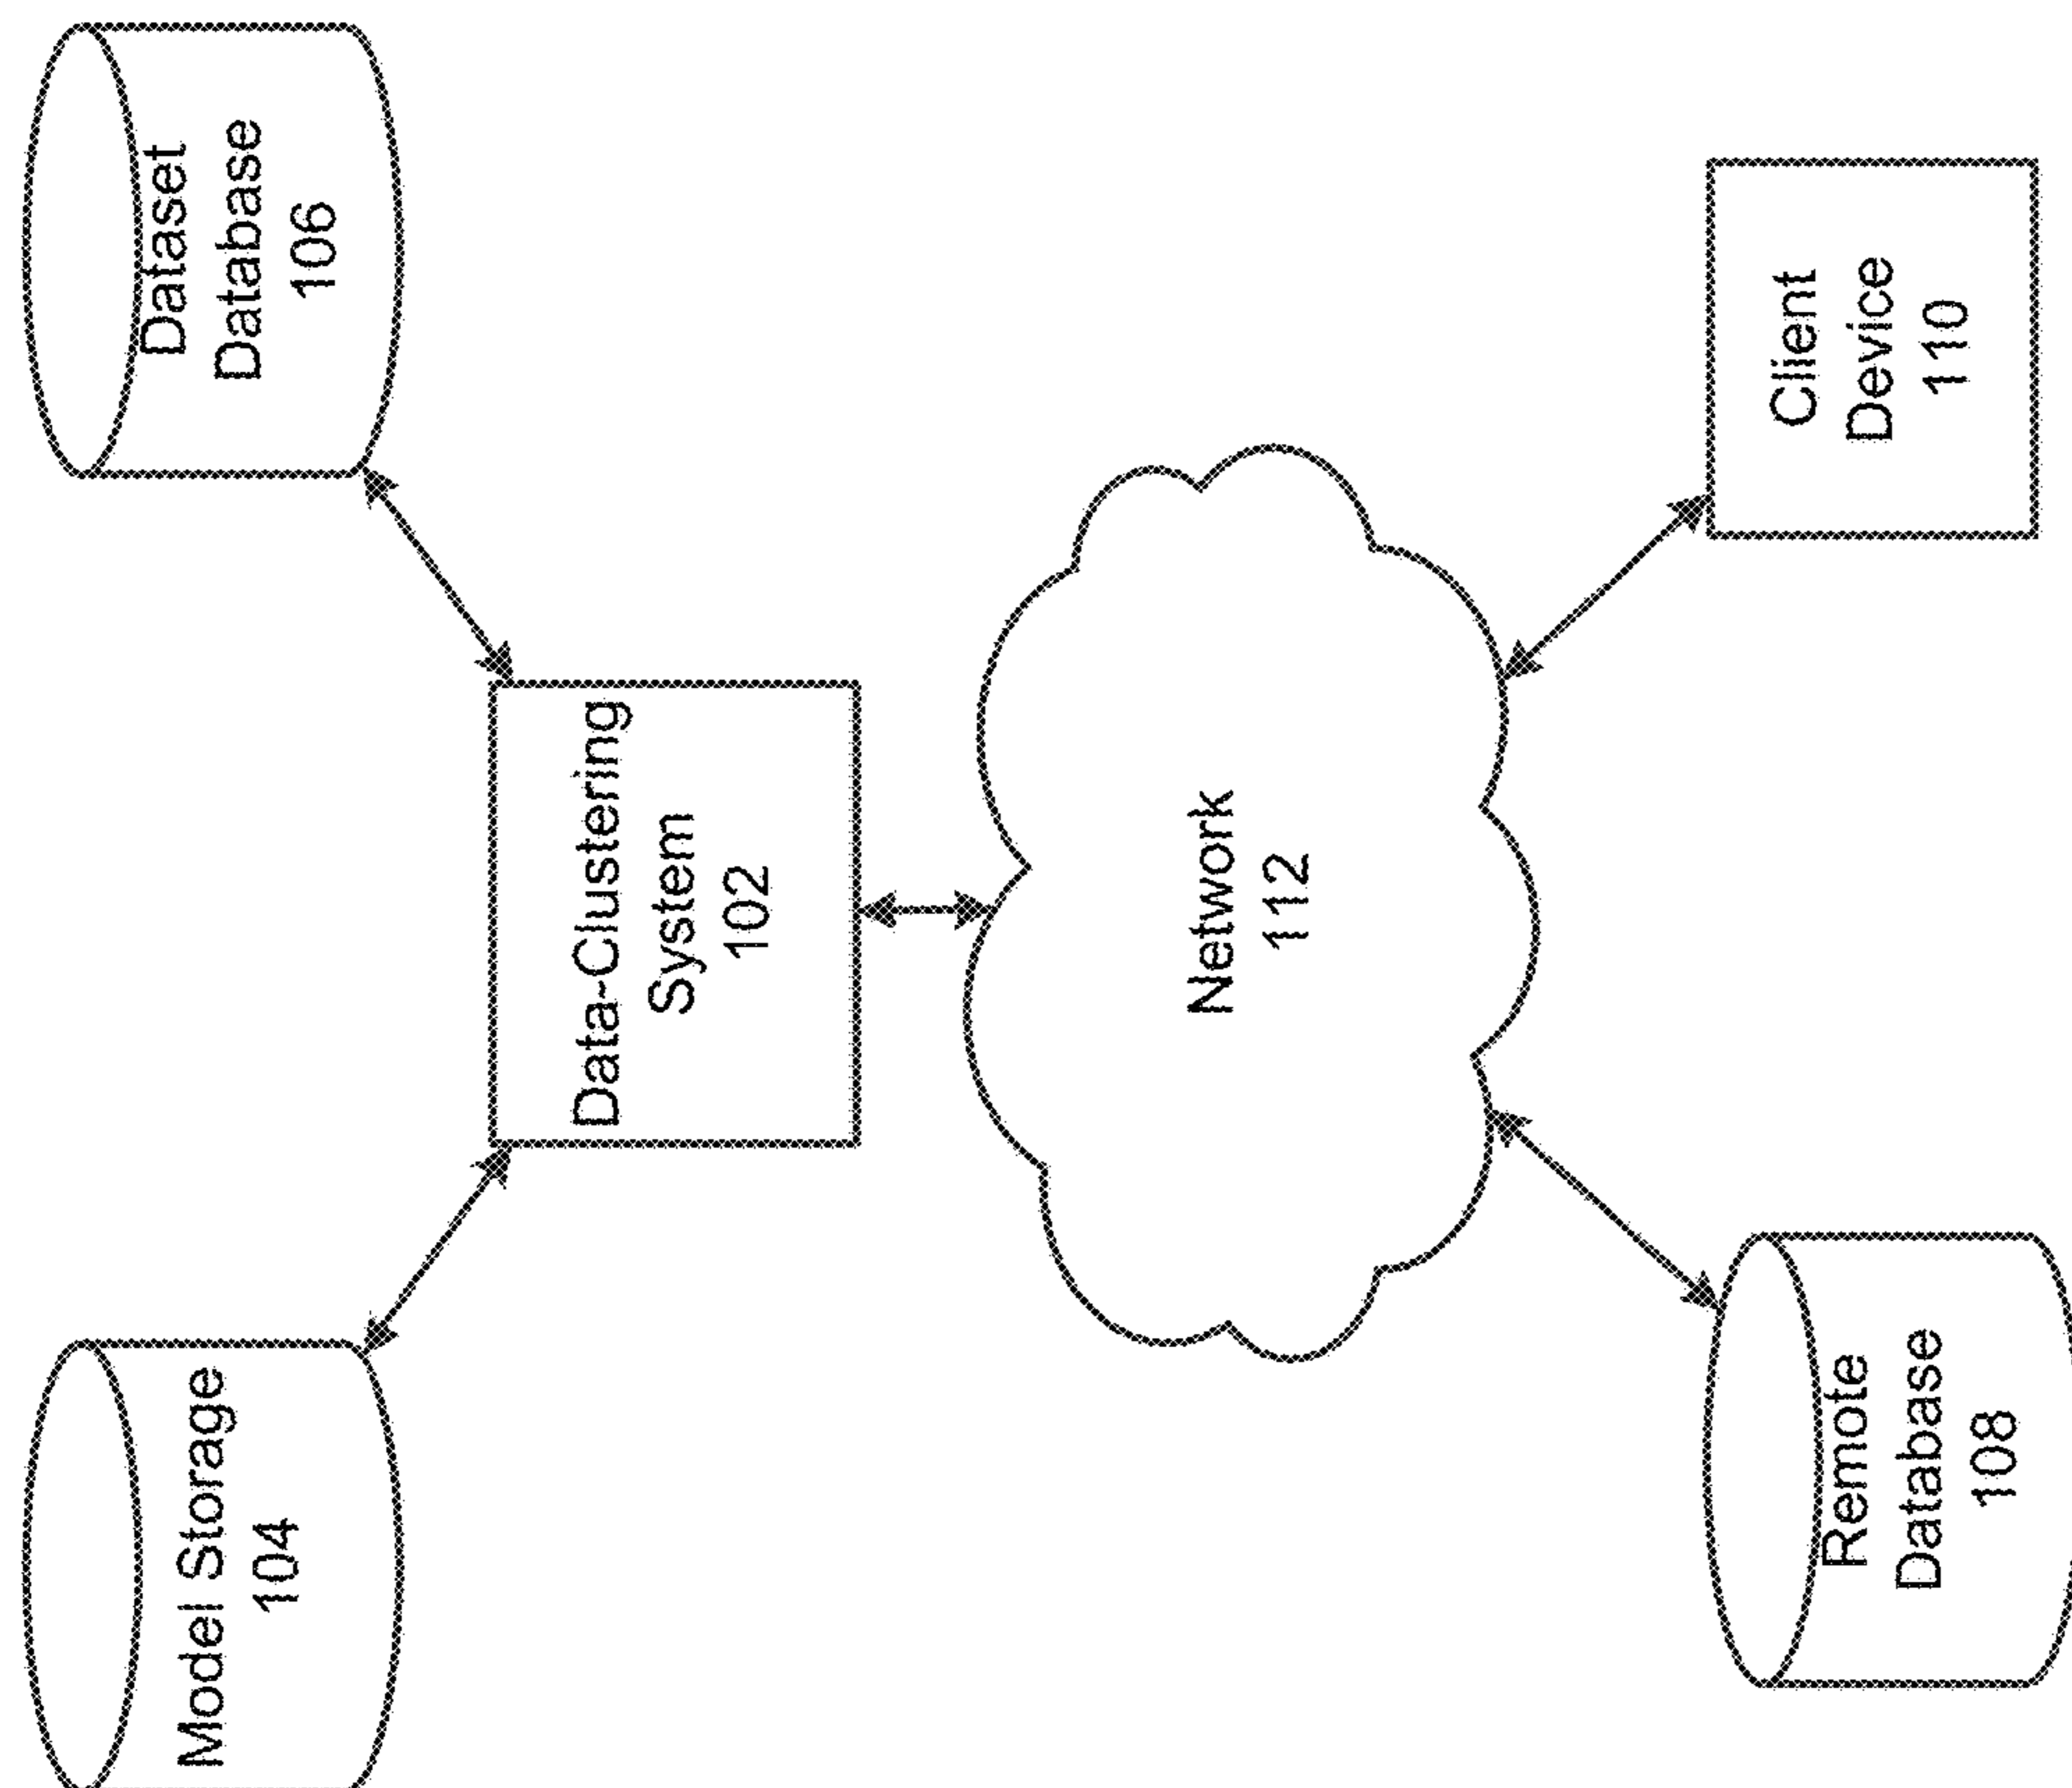 Model Storage
104
Dataset
Database
106
Data-Clustering
System
102
Network
112
Remote
Database
108
Client
Device
110